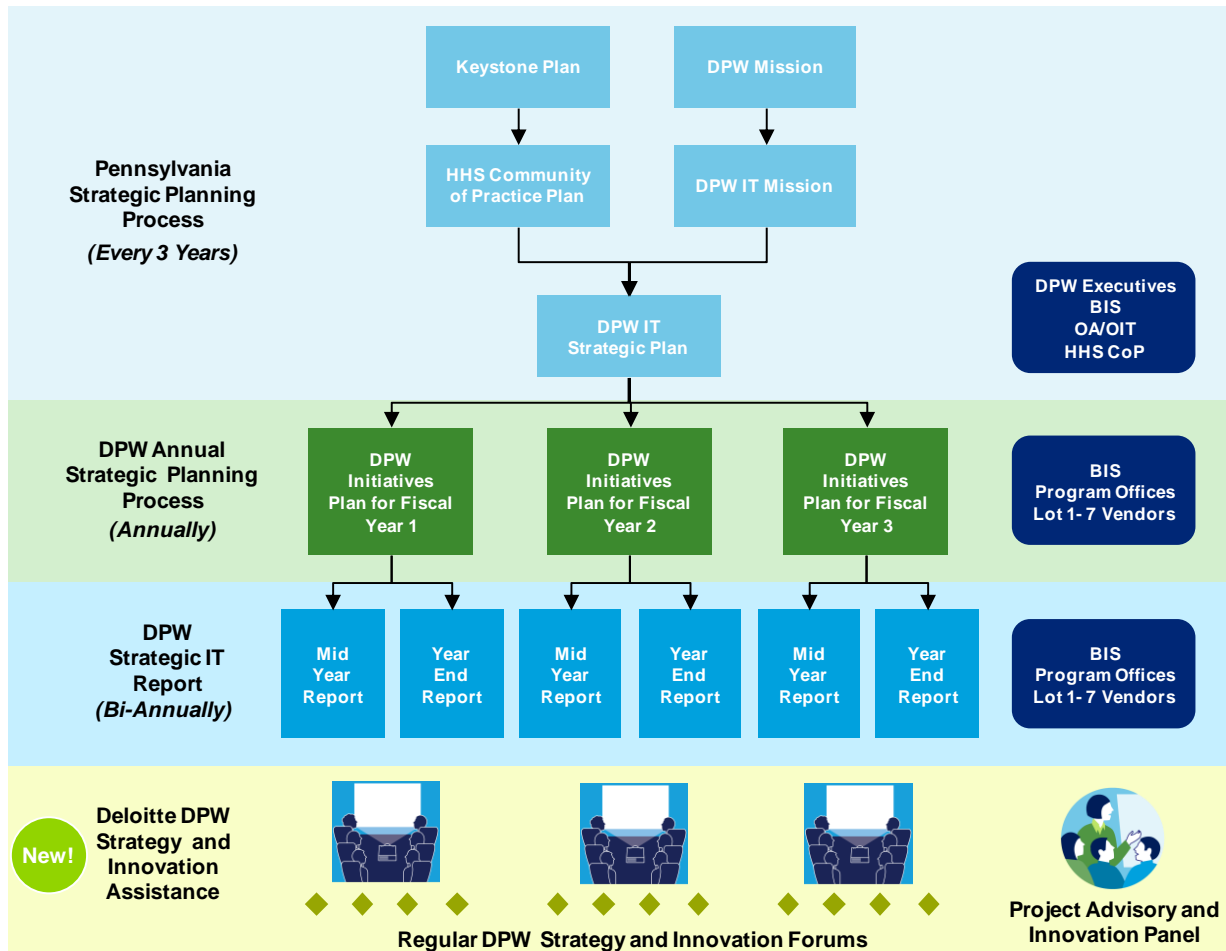 Keystone Plan
DPW Mission
Pennsylvania
Strategic Planning
Process
(Every 3 Years)
HHS Community
of Practice Plan
DPW IT Mission
DPW IT
Strategic Plan
DPW Executives
BIS
OA/OIT
HHS CoP
DPW Annual
Strategic Planning
Process
(Annually)
DPW
Initiatives
Plan for Fiscal
Year 1
DPW
Initiatives
Plan for Fiscal
Year 2
DPW
Initiatives
Plan for Fiscal
Year 3
BIS
Program Offices
Lot 1- 7 Vendors
DPW
Strategic IT
Report
(Bi-Annually)
Mid
Year
Report
Year
End
Report
Mid
Year
Report
Year
End
Report
Mid
Year
Report
Year
End
Report
BIS
Program Offices
Lot 1- 7 Vendors
New!
Deloitte DPW
Strategy and
Innovation
Assistance
Regular DPW Strategy and Innovation Forums
Project Advisory and
Innovation Panel